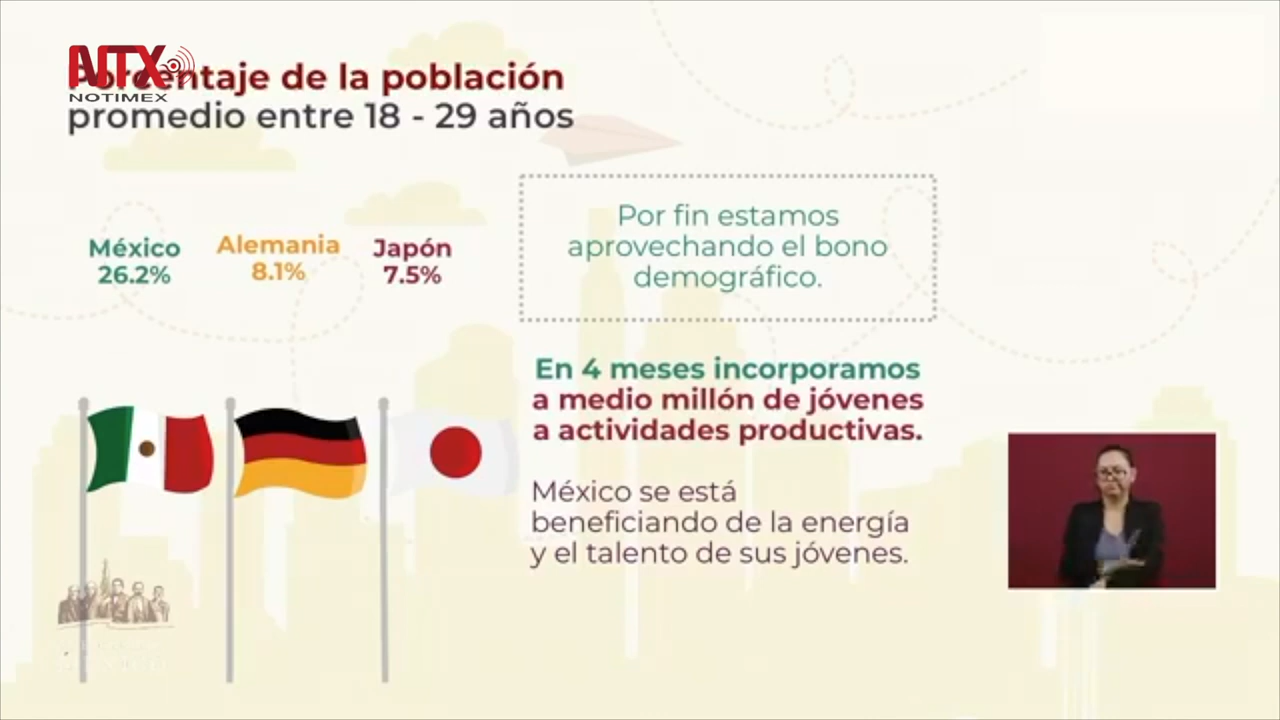 NTX
NOTIMEX
Porcentaje de la población
promedio entre 18 - 29 años
México
26.2%
Alemania
8.1%
Japón
7.5%
Por fin estamos
aprovechando el bono
demográfico.
En 4 meses incorporamos
a medio millón de jóvenes
a actividades productivas.
México se está
beneficiando de la energía
y el talento de sus jóvenes.